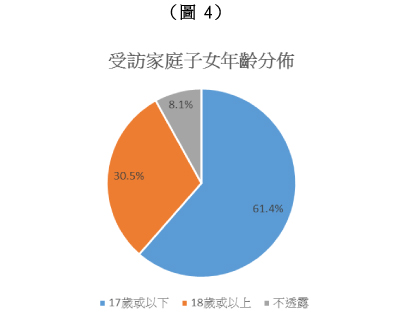 （圖 4）
受訪家庭子女年齡分佈
8.1%
30.5%
61.4%
17歲或以下 18歲或以上 不透露